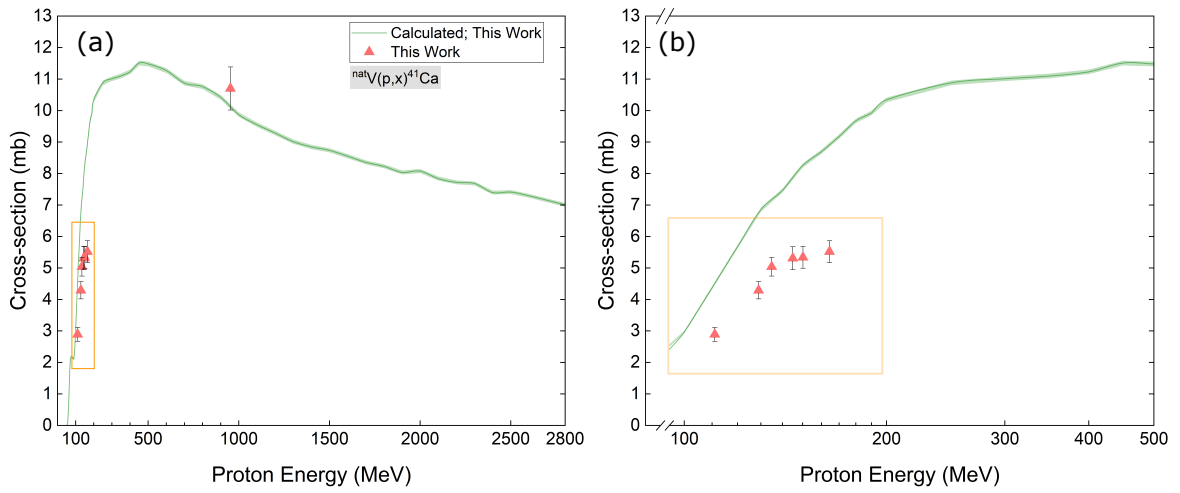 (a)
Calculated; This Work
This Work
natV(p,x)41Ca
Cross-section (mb)
13
12
11
10
9
8
7
6
5
4
3
2
1
0
100 500 1000 1500 2000 2500 2800
Proton Energy (MeV)
(b)
Cross-section (mb)
13
12
11
10
9
8
7
6
5
4
3
2
1
0
100 200 300 400 500
Proton Energy (MeV)